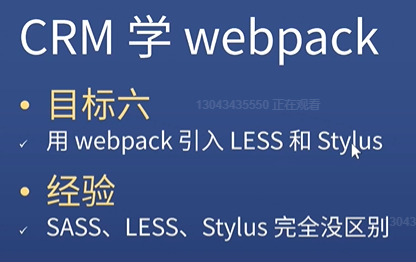 CRM 学 webpack
• 目标六
13043435550 正在观看
✓ 用 webpack 引入 LESS 和 Stylus
• 经验
✓ SASS、LESS、Stylus 完全没区别